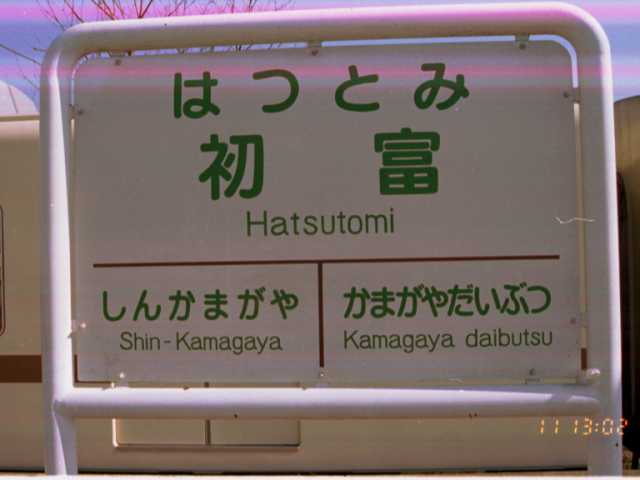 はつとみ
初富
Hatsutomi
しんかまがや
Shin-Kamagaya
かまがやだいぶつ
Kamagaya daibutsu
11 13:02